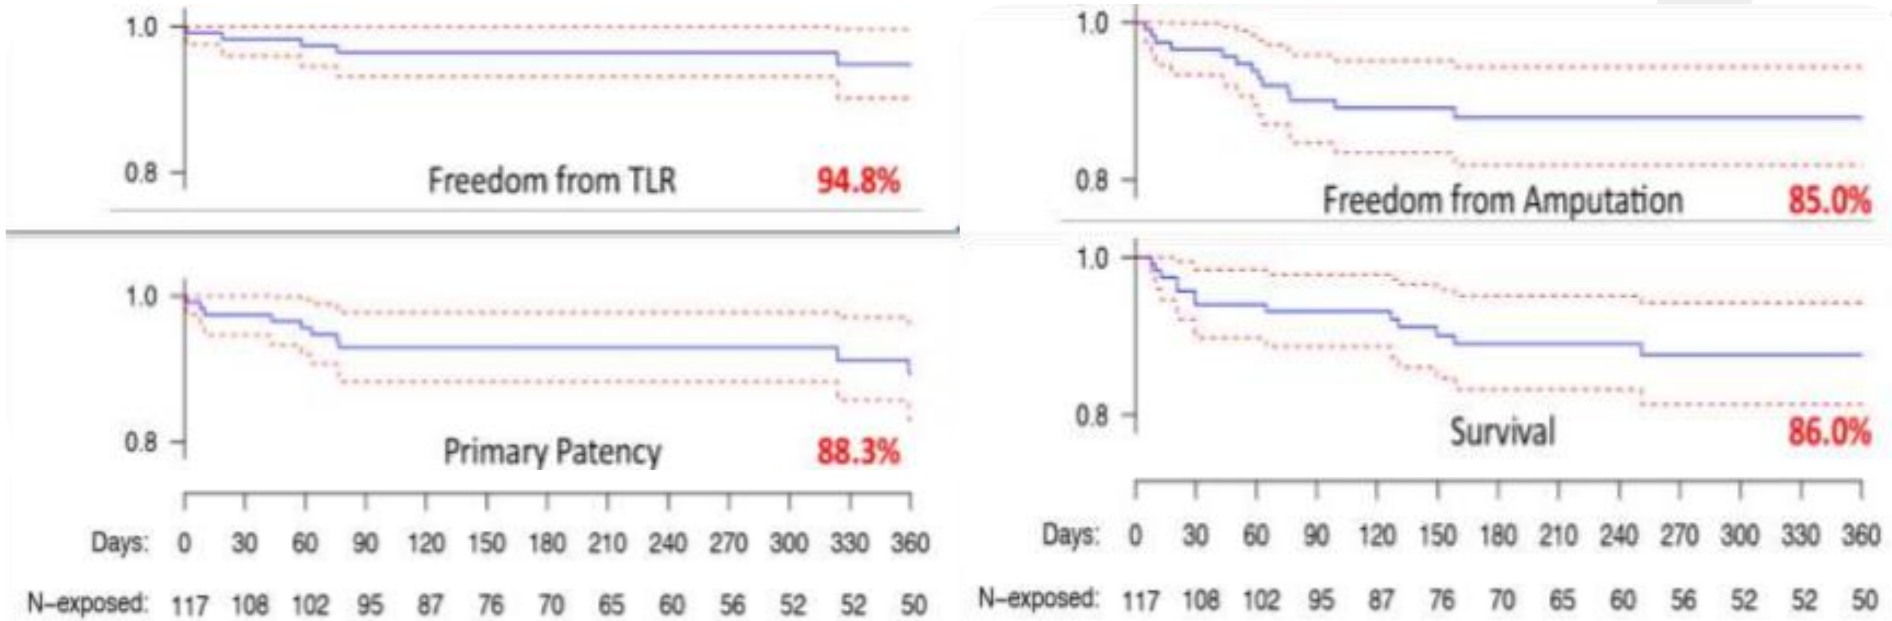 1.0
0.8
Freedom from TLR 94.8%
1.0
0.8
Primary Patency 88.3%
Days: 0 30 60 90 120 150 180 210 240 270 300 330 360
N-exposed: 117 108 102 95 87 76 70 65 60 56 52 52 50
1.0
0.8
Freedom from Amputation 85.0%
1.0
0.8
Survival 86.0%
Days: 0 30 60 90 120 150 180 210 240 270 300 330 360
N-exposed: 117 108 102 95 87 76 70 65 60 56 52 52 50